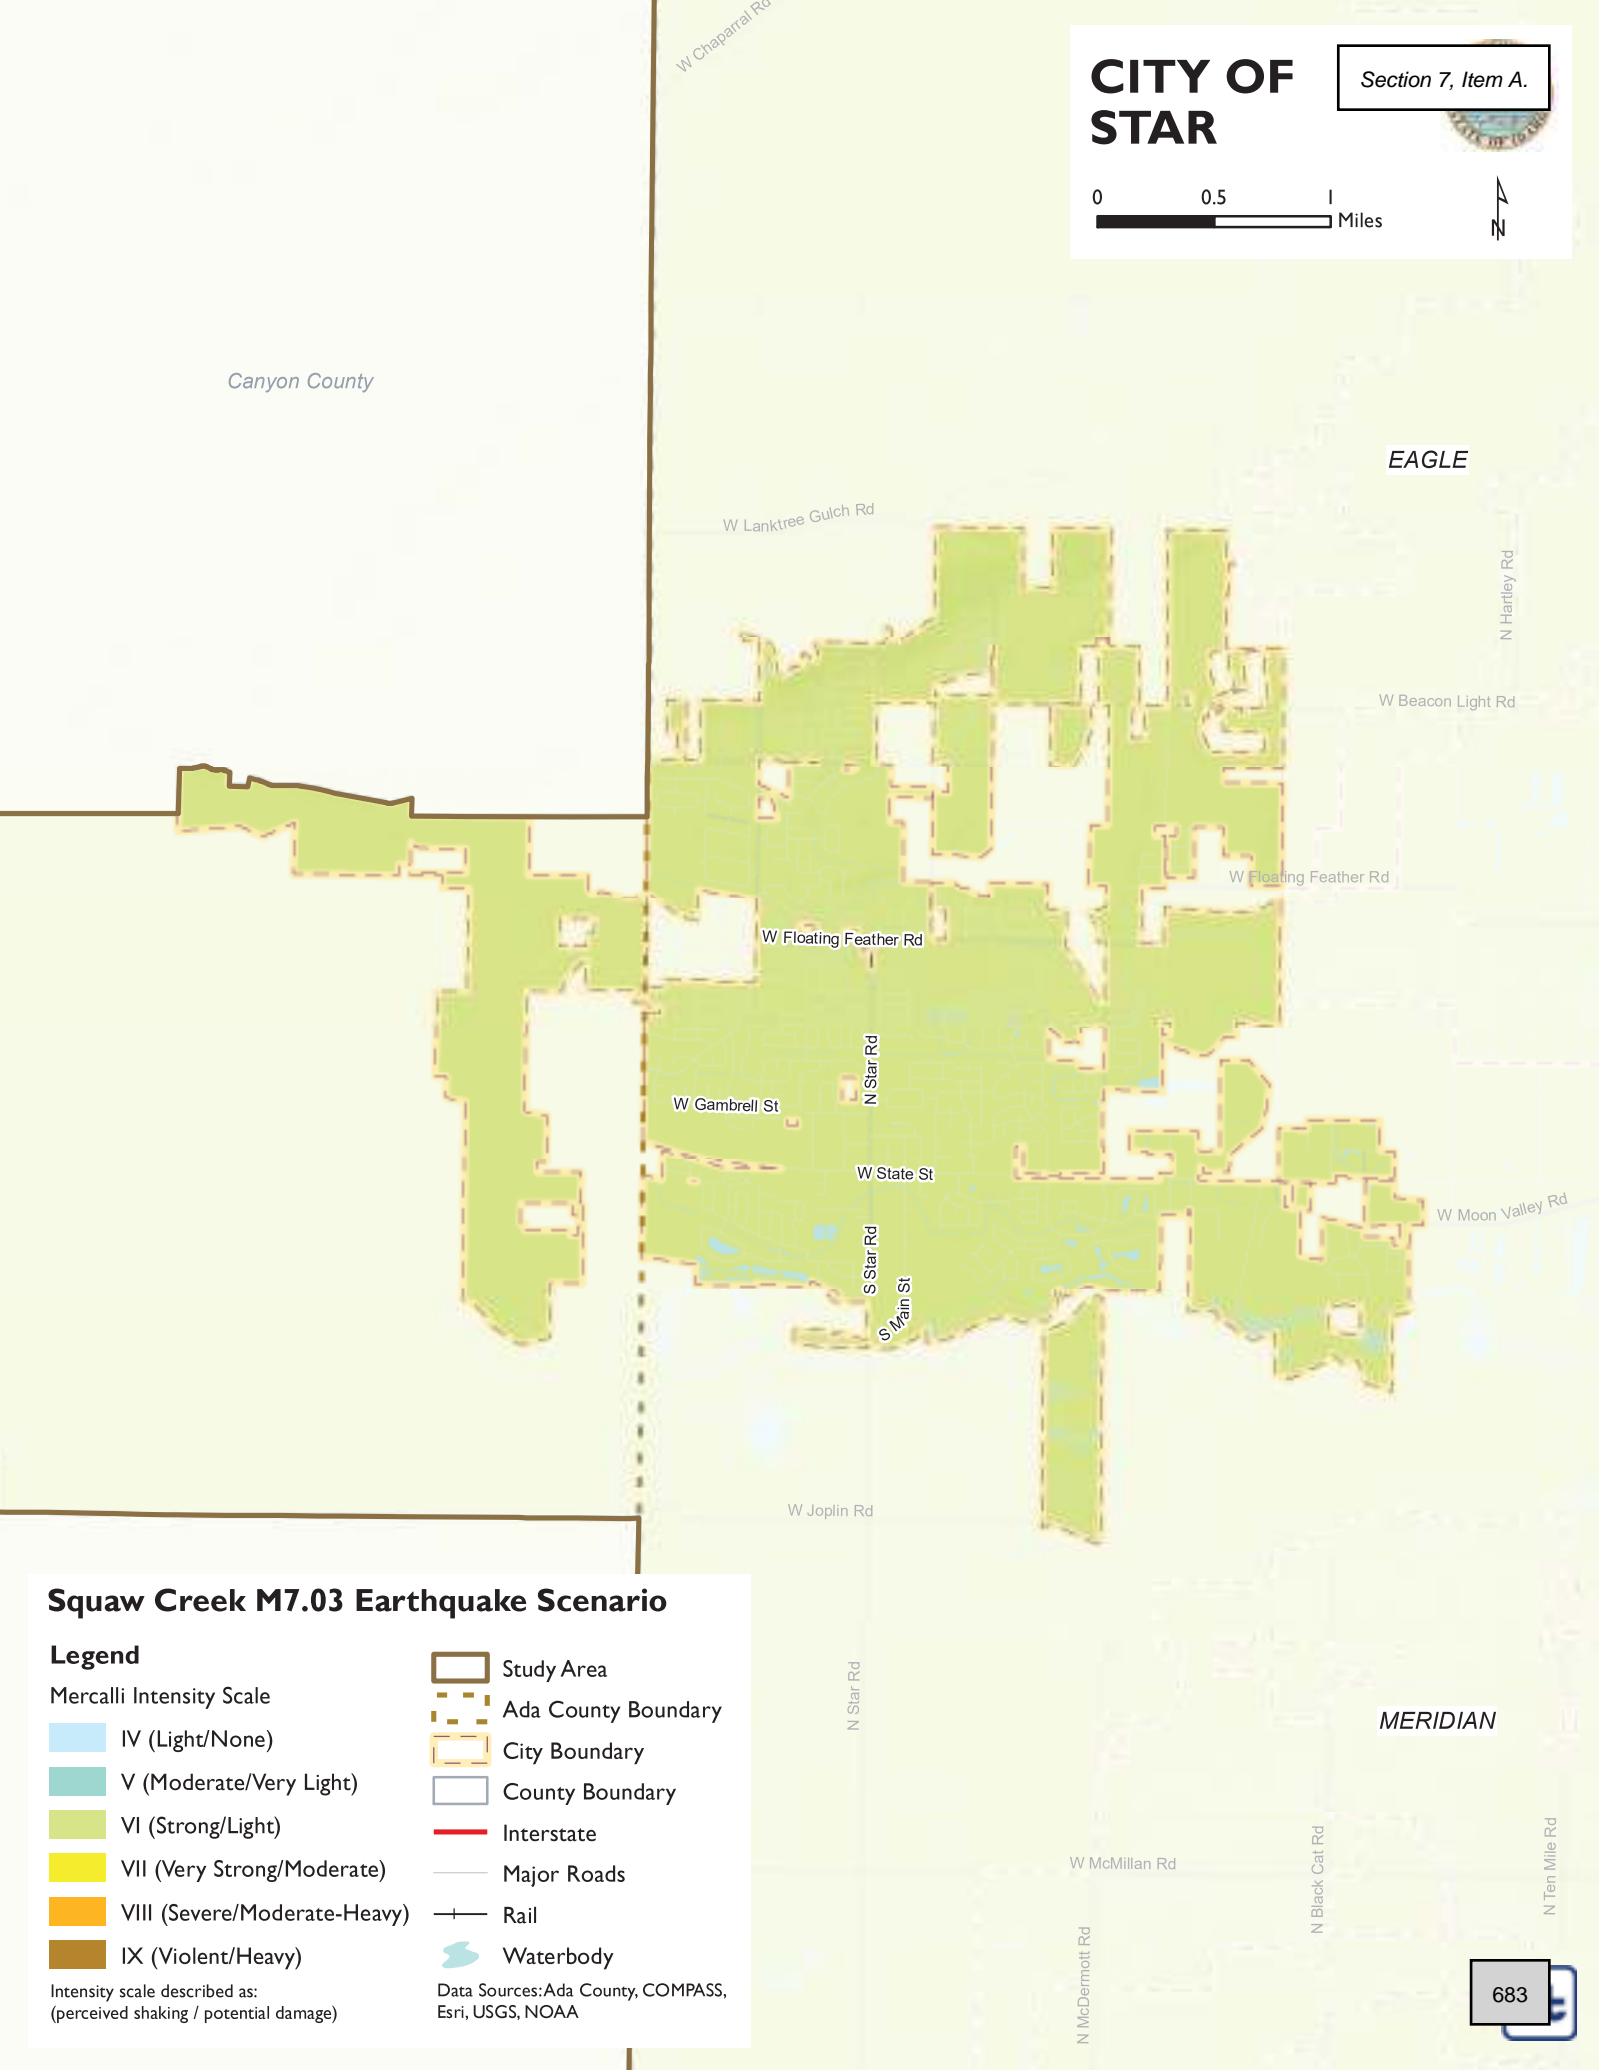 W Chaparral Rd
CITY OF
STAR
Section 7, Item A.
0 0.5 1
Miles
N
Canyon County
EAGLE
W Lanktree Gulch Rd
N Hartley Rd
W Beacon Light Rd
W Floating Feather Rd
W Floating Feather Rd
N Star Rd
W Gambrell St
W State St
W Moon Valley Rd
S Star Rd
S Main St
W Joplin Rd
Squaw Creek M7.03 Earthquake Scenario
Legend
Mercalli Intensity Scale
IV (Light/None)
V (Moderate/Very Light)
VI (Strong/Light)
VII (Very Strong/Moderate)
VIII (Severe/Moderate-Heavy)
IX (Violent/Heavy)
Intensity scale described as:
(perceived shaking / potential damage)
Study Area
Ada County Boundary
City Boundary
County Boundary
Interstate
Major Roads
Rail
Waterbody
Data Sources: Ada County, COMPASS,
Esri, USGS, NOAA
N Star Rd
MERIDIAN
W McMillan Rd
N McDermott Rd
N Black Cat Rd
N Ten Mile Rd
683